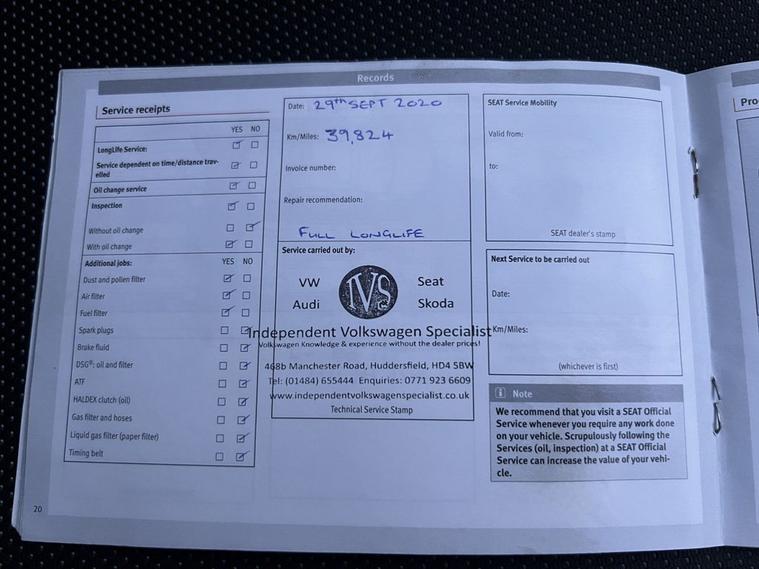 Records
Service receipts
YES NO
LongLife Service:
Service dependent on time/distance trav-
elled
Oil change service
Inspection
Without oil change
With oil change
Additional jobs: YES NO
Dust and pollen filter
Air filter
Fuel filter
Spark plugs
Brake fluid
DSG®: oil and filter
ATF
HALDEX clutch (oil)
Gas filter and hoses
Liquid gas filter (paper filter)
Timing belt
20
Date: 29th SEPT 2020
Km/Miles: 39,824
Invoice number:
Repair recommendation:
FULL LONGLIFE
Service carried out by:
VW IVS Seat
Audi Skoda
Independent Volkswagen Specialist
Volkswagen Knowledge & experience without the dealer prices!
468b Manchester Road, Huddersfield, HD4 5BW
Tel: (01484) 655444 Enquiries: 0771 923 6609
www.independentvolkswagenspecialist.co.uk
Technical Service Stamp
SEAT Service Mobility
Valid from:
to:
SEAT dealer's stamp
Next Service to be carried out
Date:
Km/Miles:
(whichever is first)
Note
We recommend that you visit a SEAT Official
Service whenever you require any work done
on your vehicle. Scrupulously following the
Services (oil, inspection) at a SEAT Official
Service can increase the value of your vehi-
cle.
Pro